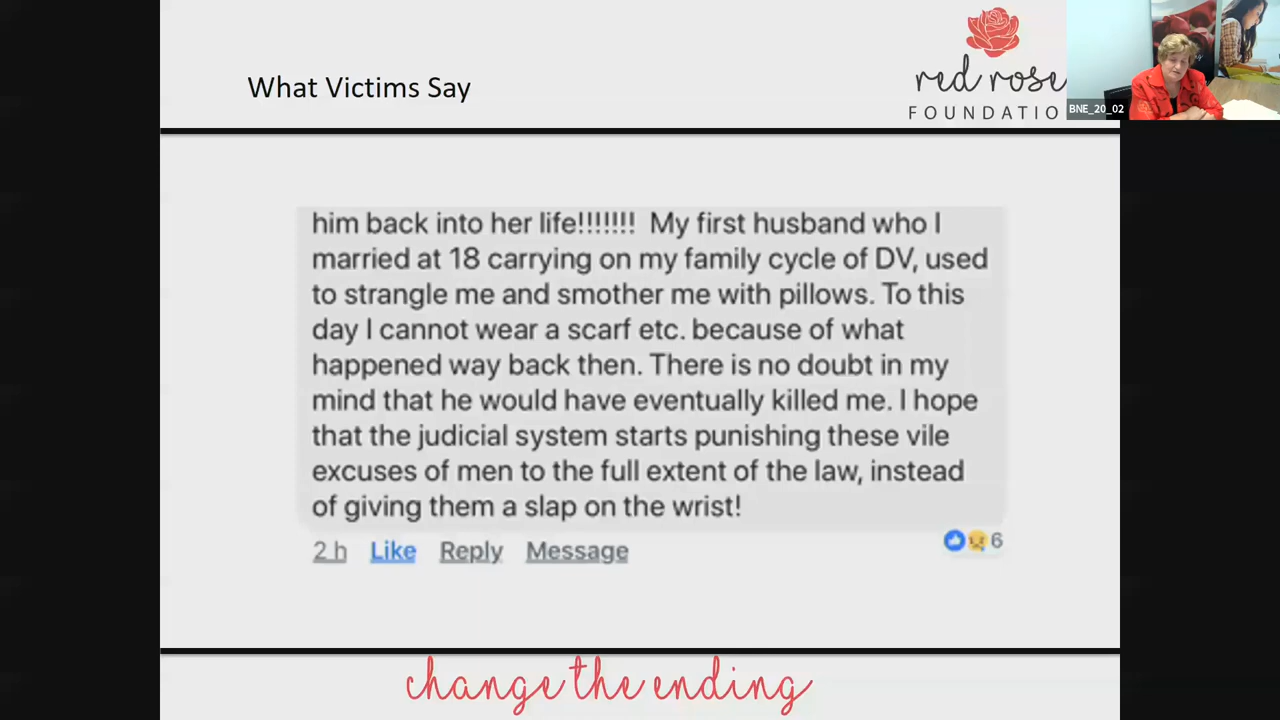 What Victims Say
red rose
FOUNDATIO
BNE_20_02
him back into her life!!!!!!! My first husband who I
married at 18 carrying on my family cycle of DV, used
to strangle me and smother me with pillows. To this
day I cannot wear a scarf etc. because of what
happened way back then. There is no doubt in my
mind that he would have eventually killed me. I hope
that the judicial system starts punishing these vile
excuses of men to the full extent of the law, instead
of giving them a slap on the wrist!
2 h Like Reply Message 6
change the ending